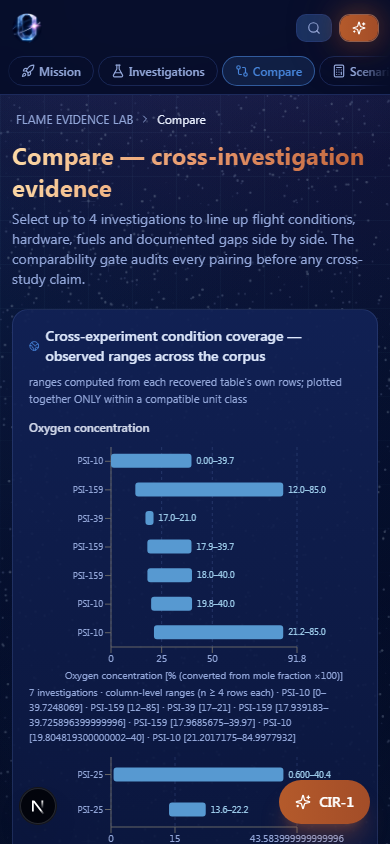 Mission
Investigations
Compare
Scenar
FLAME EVIDENCE LAB > Compare
Compare — cross-investigation
evidence
Select up to 4 investigations to line up flight conditions,
hardware, fuels and documented gaps side by side. The
comparability gate audits every pairing before any cross-
study claim.
Cross-experiment condition coverage —
observed ranges across the corpus
ranges computed from each recovered table's own rows; plotted
together ONLY within a compatible unit class
Oxygen concentration
PSI-10 0.00–39.7
PSI-159 12.0–85.0
PSI-39 17.0–21.0
PSI-159 17.9–39.7
PSI-159 18.0–40.0
PSI-10 19.8–40.0
PSI-10 21.2–85.0
0 25 50 91.8
Oxygen concentration [% (converted from mole fraction ×100)]
7 investigations · column-level ranges (n ≥ 4 rows each) · PSI-10 [0–
39.7248069] · PSI-159 [12–85] · PSI-39 [17–21] · PSI-159 [17.939183–
39.725896399999996] · PSI-159 [17.9685675–39.97] · PSI-10
[19.804819300000002–40] · PSI-10 [21.2017175–84.9977932]
PSI-25 0.600–40.4
PSI-25 13.6–22.2
N
CIR-1
0 15 43.583999999999996